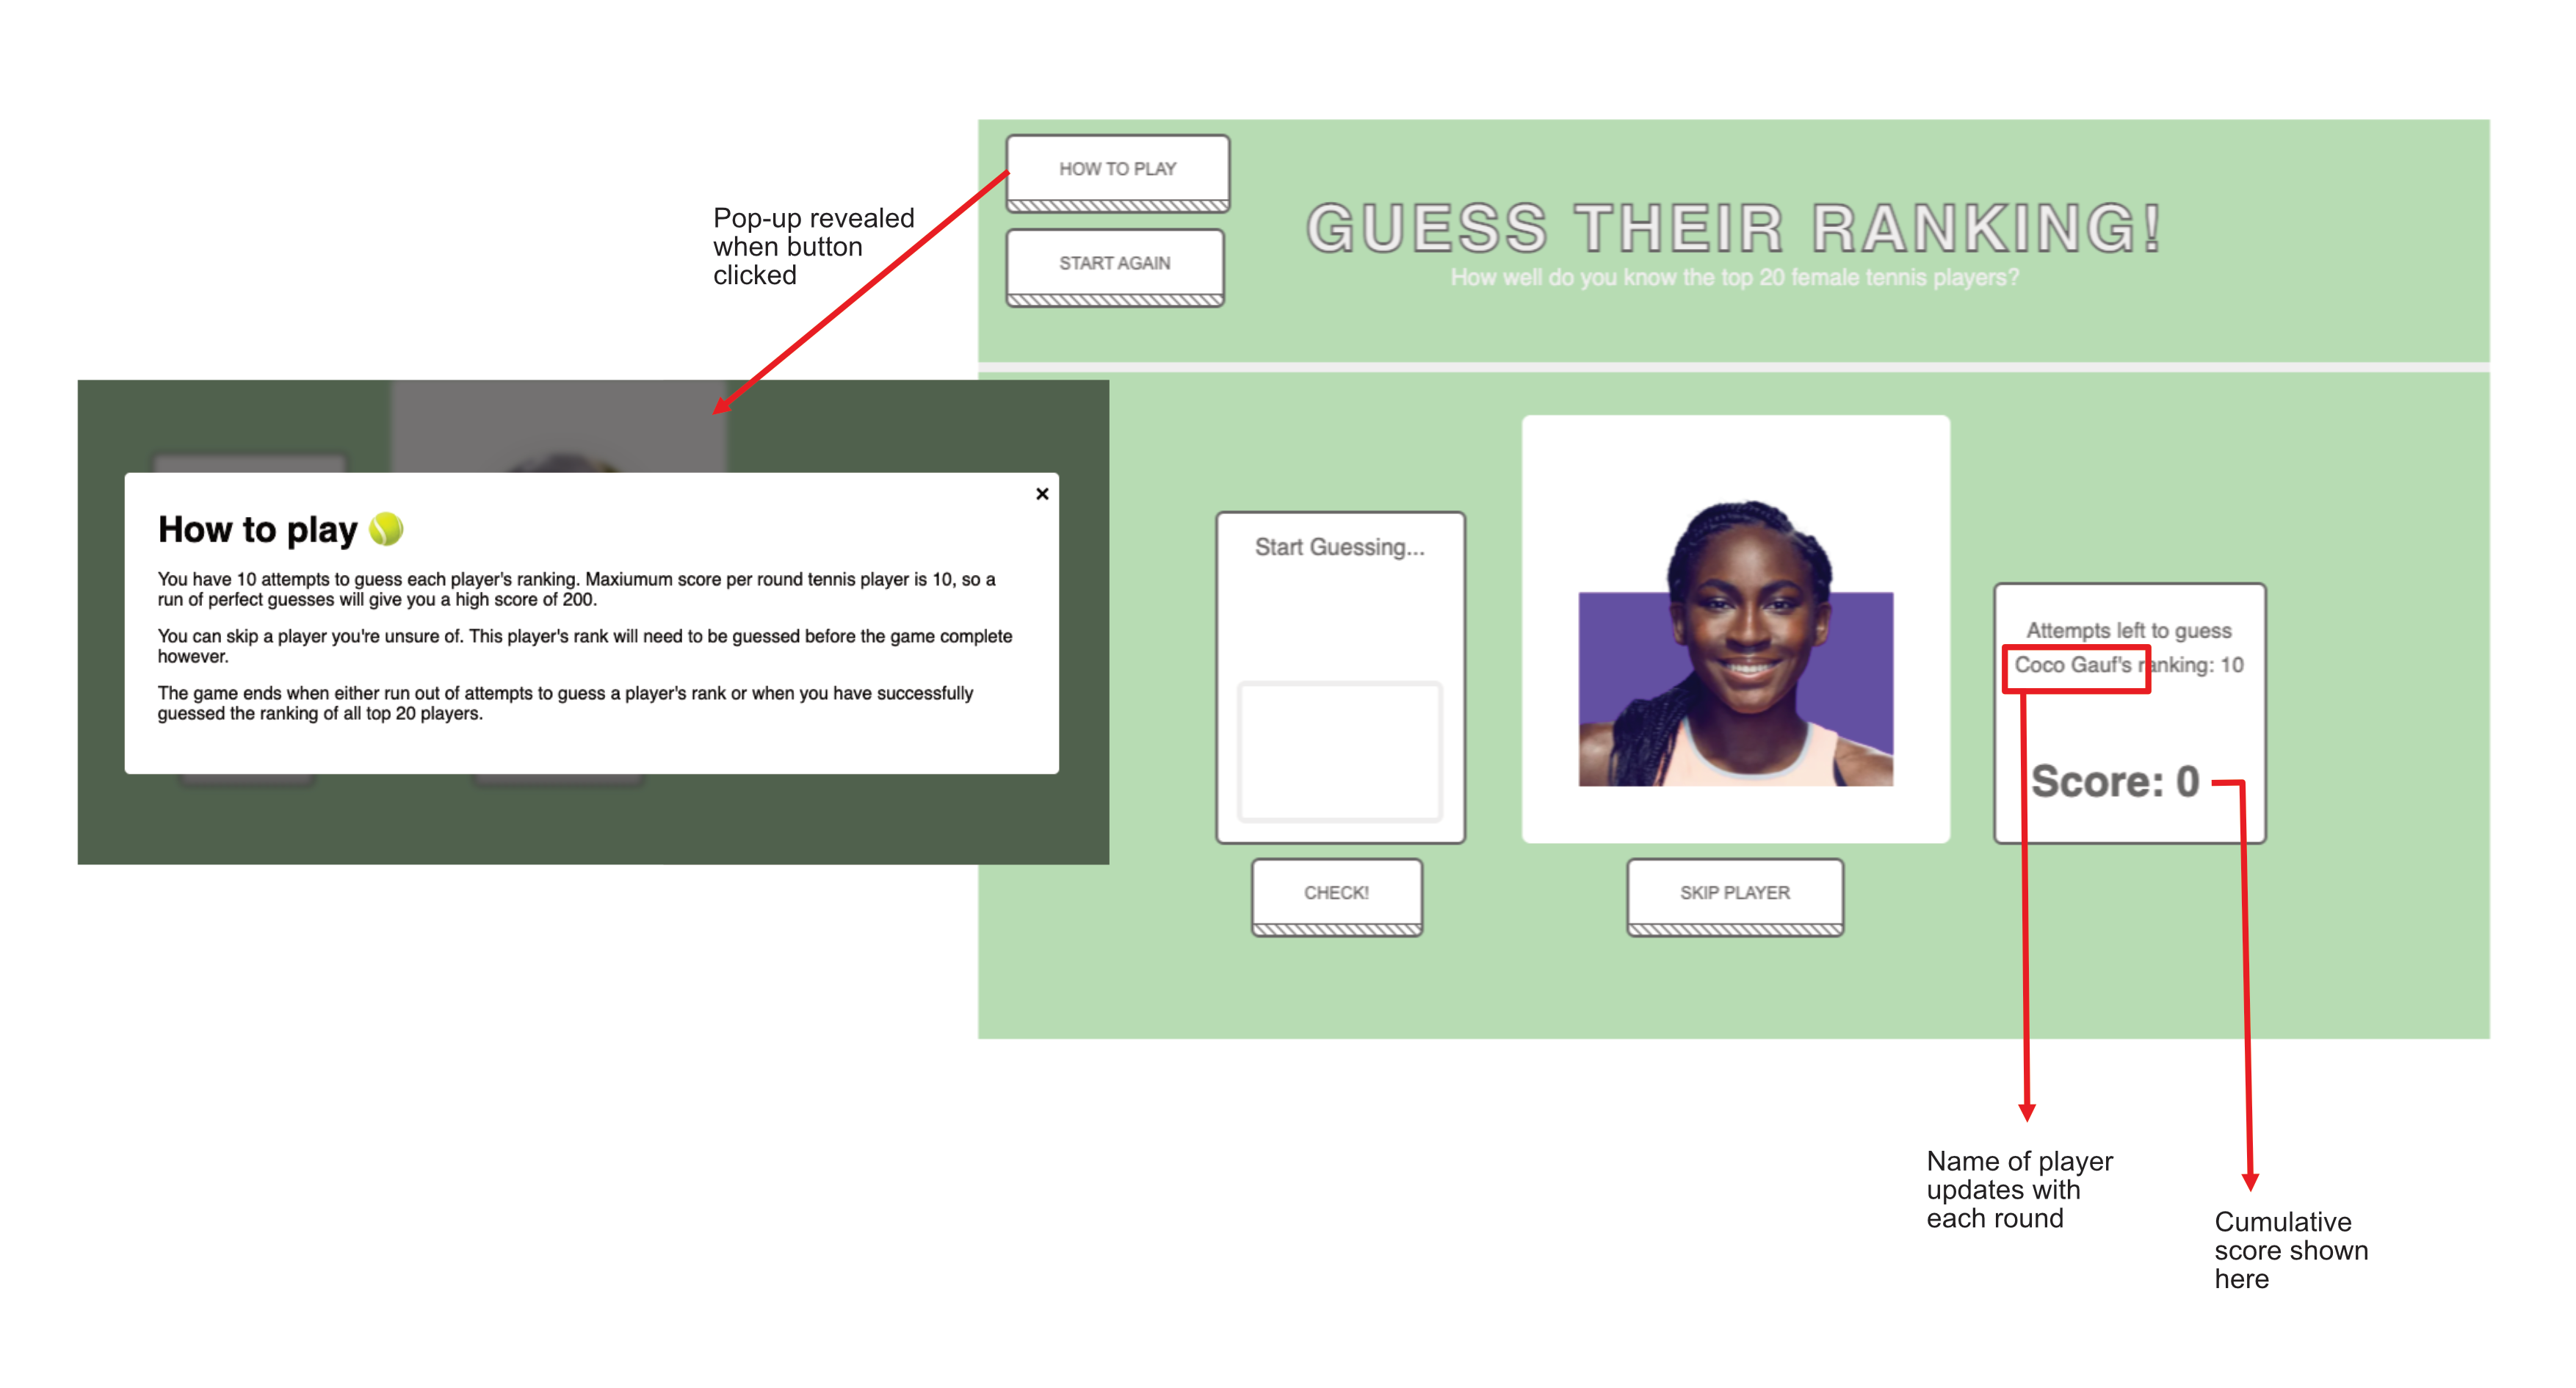 HOW TO PLAY
START AGAIN
GUESS THEIR RANKING!
How well do you know the top 20 female tennis players?
Pop-up revealed
when button
clicked
How to play
You have 10 attempts to guess each player's ranking. Maxiumum score per round tennis player is 10, so a
run of perfect guesses will give you a high score of 200.
You can skip a player you're unsure of. This player's rank will need to be guessed before the game complete
however.
The game ends when either run out of attempts to guess a player's rank or when you have successfully
guessed the ranking of all top 20 players.
×
Start Guessing...
CHECK!
SKIP PLAYER
Attempts left to guess
Coco Gauf's ranking: 10
Score: 0
Name of player
updates with
each round
Cumulative
score shown
here